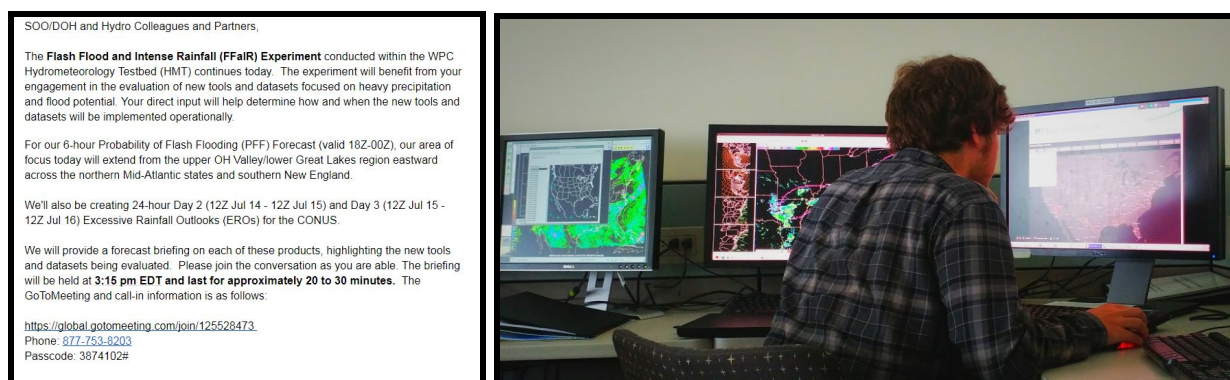 SOO/DOH and Hydro Colleagues and Partners,
The Flash Flood and Intense Rainfall (FFaIR) Experiment conducted within the WPC
Hydrometeorology Testbed (HMT) continues today.  The experiment will benefit from your
engagement in the evaluation of new tools and datasets focused on heavy precipitation
and flood potential. Your direct input will help determine how and when the new tools and
datasets will be implemented operationally.
For our 6-hour Probability of Flash Flooding (PFF) Forecast (valid 18Z-00Z), our area of
focus today will extend from the upper OH Valley/lower Great Lakes region eastward
across the northern Mid-Atlantic states and southern New England.
We'll also be creating 24-hour Day 2 (12Z Jul 14 - 12Z Jul 15) and Day 3 (12Z Jul 15 -
12Z Jul 16) Excessive Rainfall Outlooks (EROs) for the CONUS.
We will provide a forecast briefing on each of these products, highlighting the new tools
and datasets being evaluated.  Please join the conversation as you are able. The briefing
will be held at 3:15 pm EDT and last for approximately 20 to 30 minutes.  The
GoToMeeting and call-in information is as follows:
https://global.gotomeeting.com/join/125528473
Phone: 877-753-8203
Passcode: 3874102#
DELL